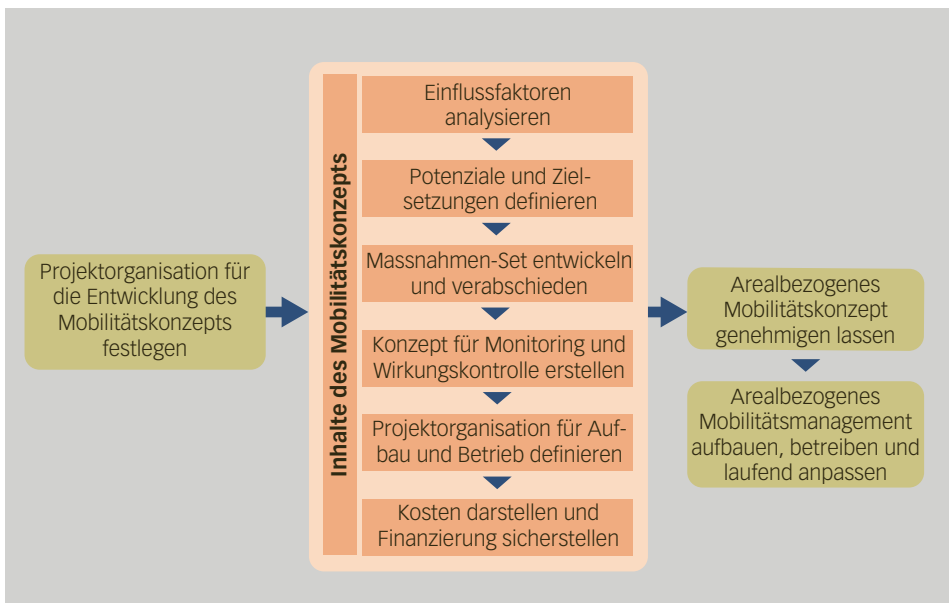 Projektorganisation für
die Entwicklung des
Mobilitätskonzepts
festlegen
Inhalte des Mobilitätskonzepts
Einflussfaktoren
analysieren
Potenziale und Ziel-
setzungen definieren
Massnahmen-Set entwickeln
und verabschieden
Konzept für Monitoring und
Wirkungskontrolle erstellen
Projektorganisation für Auf-
bau und Betrieb definieren
Kosten darstellen und
Finanzierung sicherstellen
Arealbezogenes
Mobilitätskonzept
genehmigen lassen
Arealbezogenes
Mobilitätsmanagement
aufbauen, betreiben und
laufend anpassen